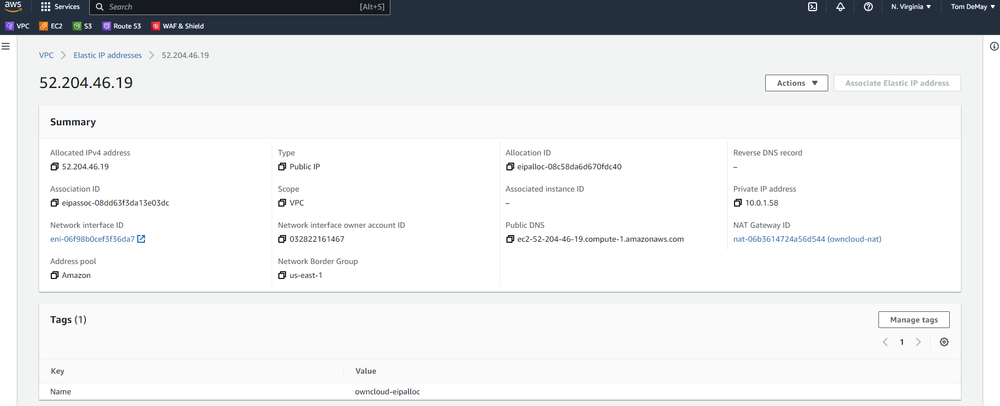 aws
Services
Search
[Alt+S]
N. Virginia
Tom DeMay
VPC
EC2
S3
Route 53
WAF & Shield
VPC
Elastic IP addresses
52.204.46.19
52.204.46.19
Actions
Associate Elastic IP address
Summary
Allocated IPv4 address
52.204.46.19
Type
Public IP
Allocation ID
eipalloc-08c58da6d670fdc40
Reverse DNS record
–
Association ID
eipassoc-08dd63f3da13e03dc
Scope
VPC
Associated instance ID
–
Private IP address
10.0.1.58
Network interface ID
eni-06f98b0cef3f36da7
Network interface owner account ID
032822161467
Public DNS
ec2-52-204-46-19.compute-1.amazonaws.com
NAT Gateway ID
nat-06b3614724a56d544 (owncloud-nat)
Address pool
Amazon
Network Border Group
us-east-1
Tags (1)
Manage tags
1
Key
Value
Name
owncloud-eipalloc